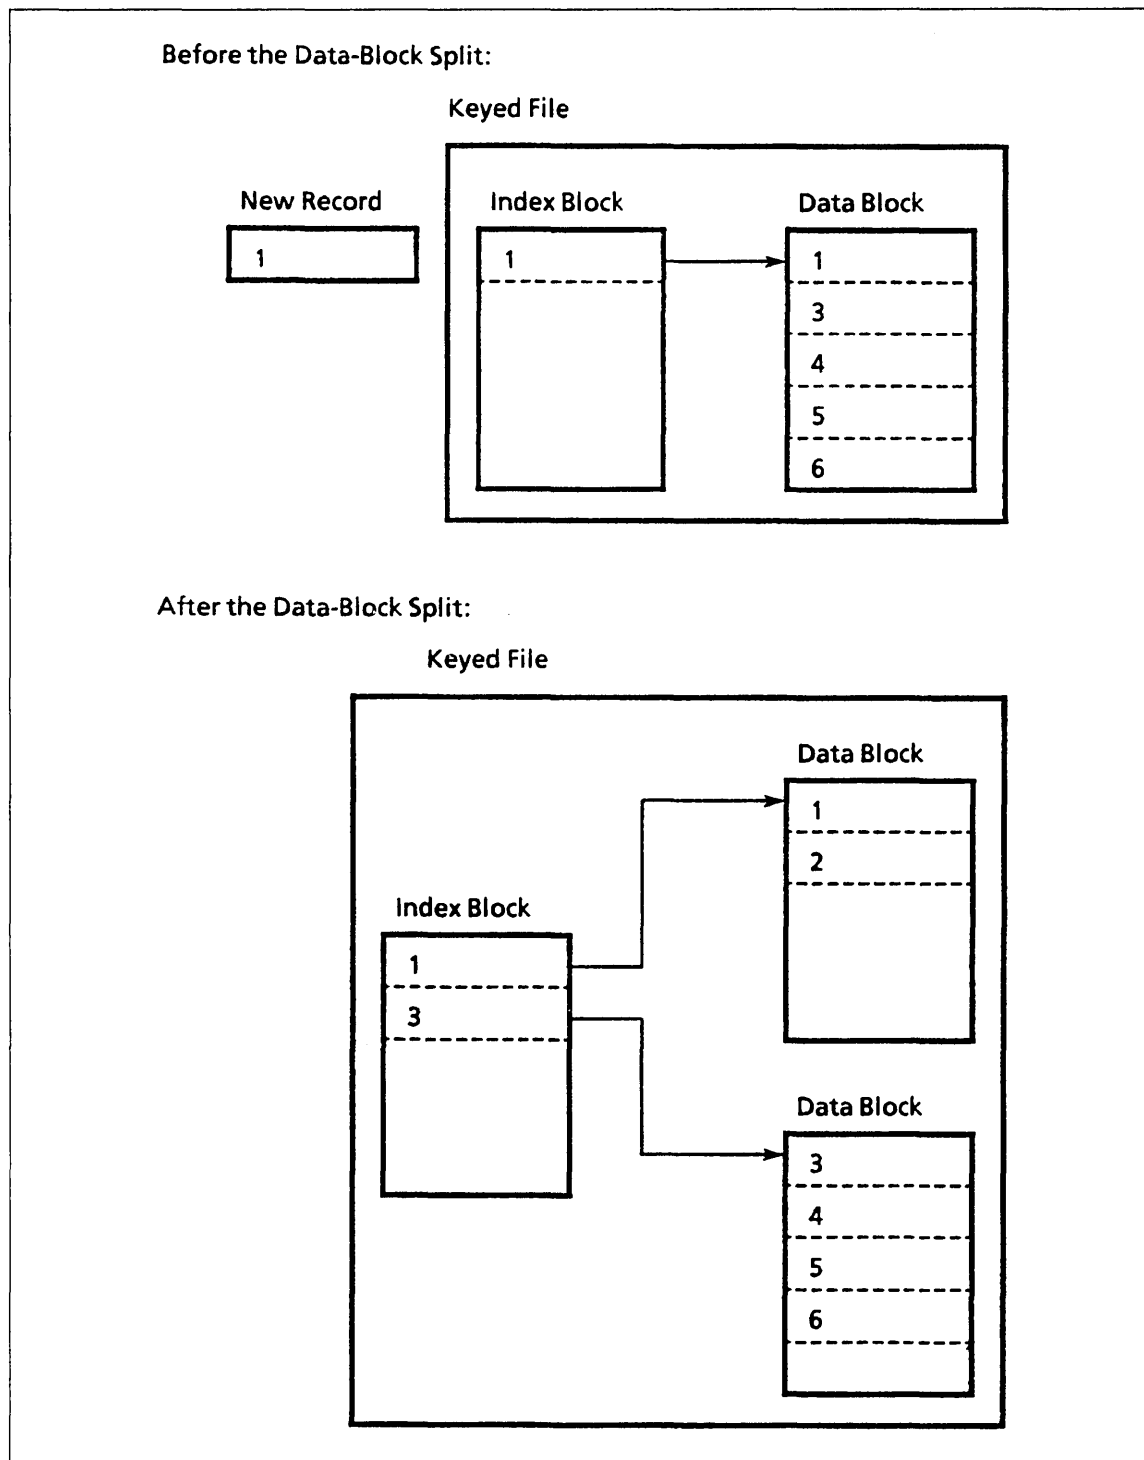 Before the Data-Block Split:
Keyed File
New Record
Index Block
Data Block
1
1
1
3
4
5
6
After the Data-Block Split:
Keyed File
Data Block
1
2
Index Block
1
3
Data Block
3
4
5
6